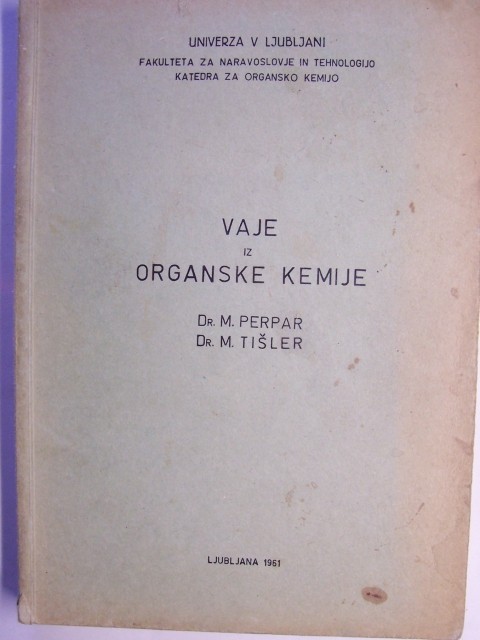 UNIVERZA V LJUBLJANI
FAKULTETA ZA NARAVOSLOVJE IN TEHNOLOGIJO
KATEDRA ZA ORGANSKO KEMIJO
VAJE
IZ
ORGANSKE KEMIJE
DR. M. PERPAR
DR. M. TIŠLER
LJUBLJANA 1961